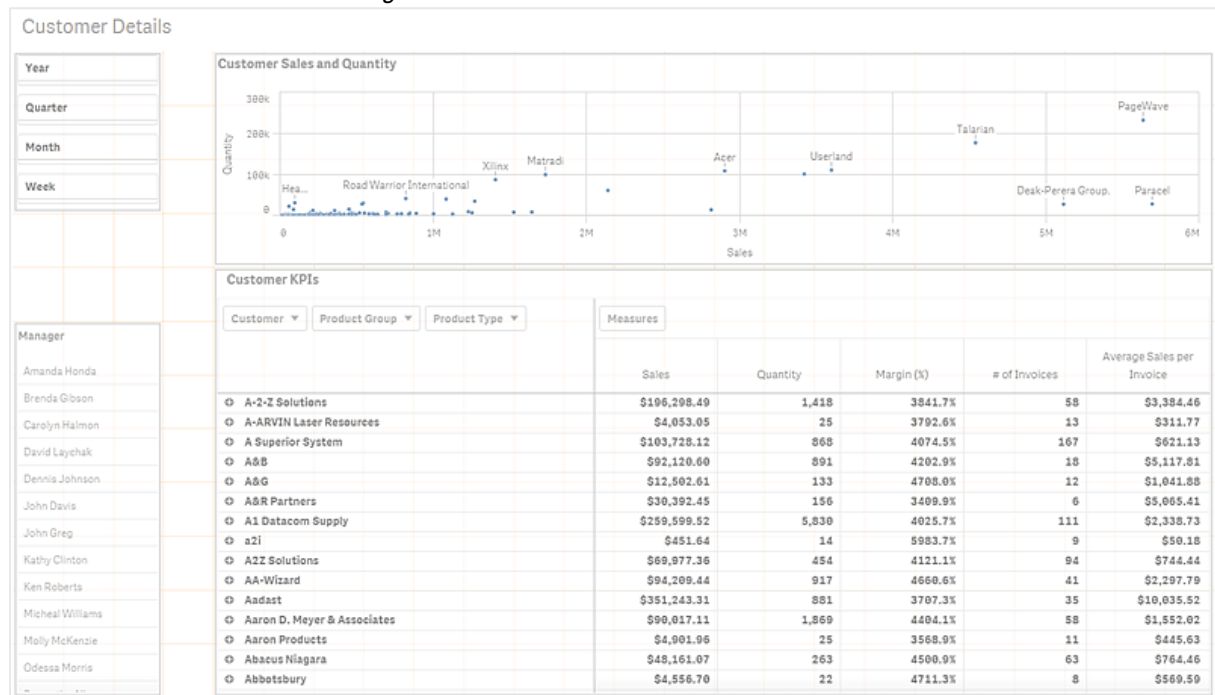 Customer Details
Year
Quarter
Month
Week
Manager
Amanda Honda
Brenda Gibson
Carolyn Halmon
David Laychak
Dennis Johnson
John Davis
John Greg
Kathy Clinton
Ken Roberts
Micheal Williams
Molly McKenzie
Odessa Morris
Customer Sales and Quantity
PageWave
Talarian
Acer
Userland
Xilinx
Matradi
Hea...
Road Warrior International
Deak-Perera Group.
Paracel
Quantity
300k
200k
100k
0
0 1M 2M 3M 4M 5M 6M
Sales
Customer KPIs
Customer Product Group Product Type Measures
Sales Quantity Margin (%) # of Invoices Average Sales per Invoice
A-2-Z Solutions $196,298.49 1,418 3841.7% 58 $3,384.46
A-ARVIN Laser Resources $4,053.05 25 3792.6% 13 $311.77
A Superior System $103,728.12 868 4074.5% 167 $621.13
A&B $92,120.60 891 4202.9% 18 $5,117.81
A&G $12,502.61 133 4708.0% 12 $1,041.88
A&R Partners $30,392.45 156 3409.9% 6 $5,065.41
A1 Datacom Supply $259,599.52 5,830 4025.7% 111 $2,338.73
a2i $451.64 14 5983.7% 9 $50.18
A2Z Solutions $69,977.36 454 4121.1% 94 $744.44
AA-Wizard $94,209.44 917 4660.6% 41 $2,297.79
Aadast $351,243.31 881 3707.3% 35 $10,035.52
Aaron D. Meyer & Associates $90,017.11 1,869 4404.1% 58 $1,552.02
Aaron Products $4,901.96 25 3568.9% 11 $445.63
Abacus Niagara $48,161.07 263 4500.9% 63 $764.46
Abbotsbury $4,556.70 22 4711.3% 8 $569.59